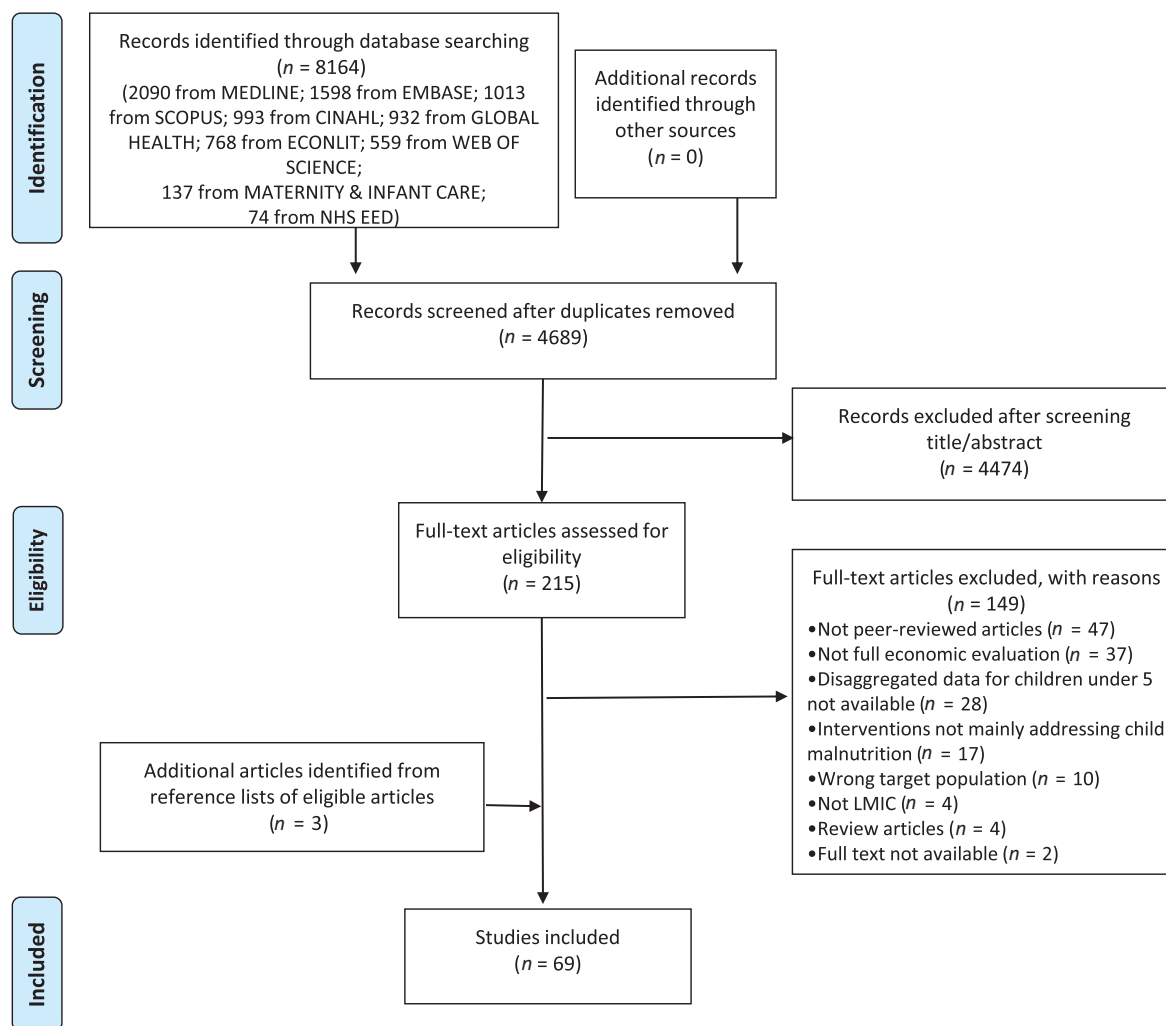 Identification
Records identified through database searching
(n = 8164)
(2090 from MEDLINE; 1598 from EMBASE; 1013
from SCOPUS; 993 from CINAHL; 932 from GLOBAL
HEALTH; 768 from ECONLIT; 559 from WEB OF
SCIENCE;
137 from MATERNITY & INFANT CARE;
74 from NHS EED)
Additional records
identified through
other sources
(n = 0)
Screening
Records screened after duplicates removed
(n = 4689)
Records excluded after screening
title/abstract
(n = 4474)
Eligibility
Full-text articles assessed for
eligibility
(n = 215)
Full-text articles excluded, with reasons
(n = 149)
•Not peer-reviewed articles (n = 47)
•Not full economic evaluation (n = 37)
•Disaggregated data for children under 5
not available (n = 28)
•Interventions not mainly addressing child
malnutrition (n = 17)
•Wrong target population (n = 10)
•Not LMIC (n = 4)
•Review articles (n = 4)
•Full text not available (n = 2)
Additional articles identified from
reference lists of eligible articles
(n = 3)
Included
Studies included
(n = 69)